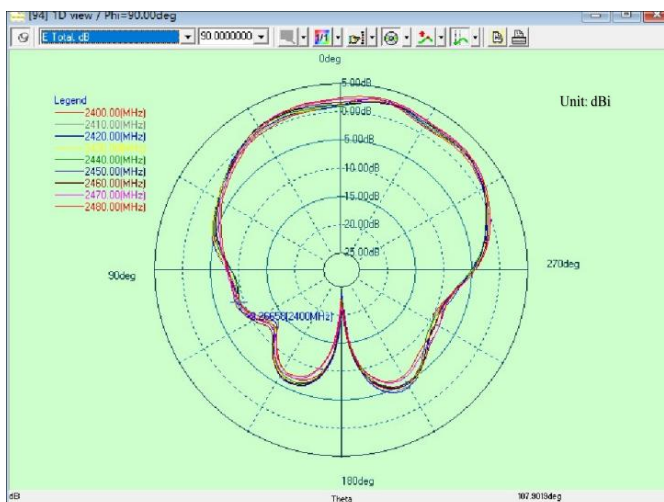 [94] 1D view / Phi=90.00deg
E Total, dB
90.0000000
1/1
0deg
5.00dB
Unit: dBi
Legend
2400.00(MHz)
0.00dB
2410.00(MHz)
2420.00(MHz)
5.00dB
2440.00(MHz)
2450.00(MHz)
10.00dB
2460.00(MHz)
2470.00(MHz)
15.00dB
2480.00(MHz)
20.00dB
25.00dB
90deg
270deg
180deg
dB
Theta
107.9019deg